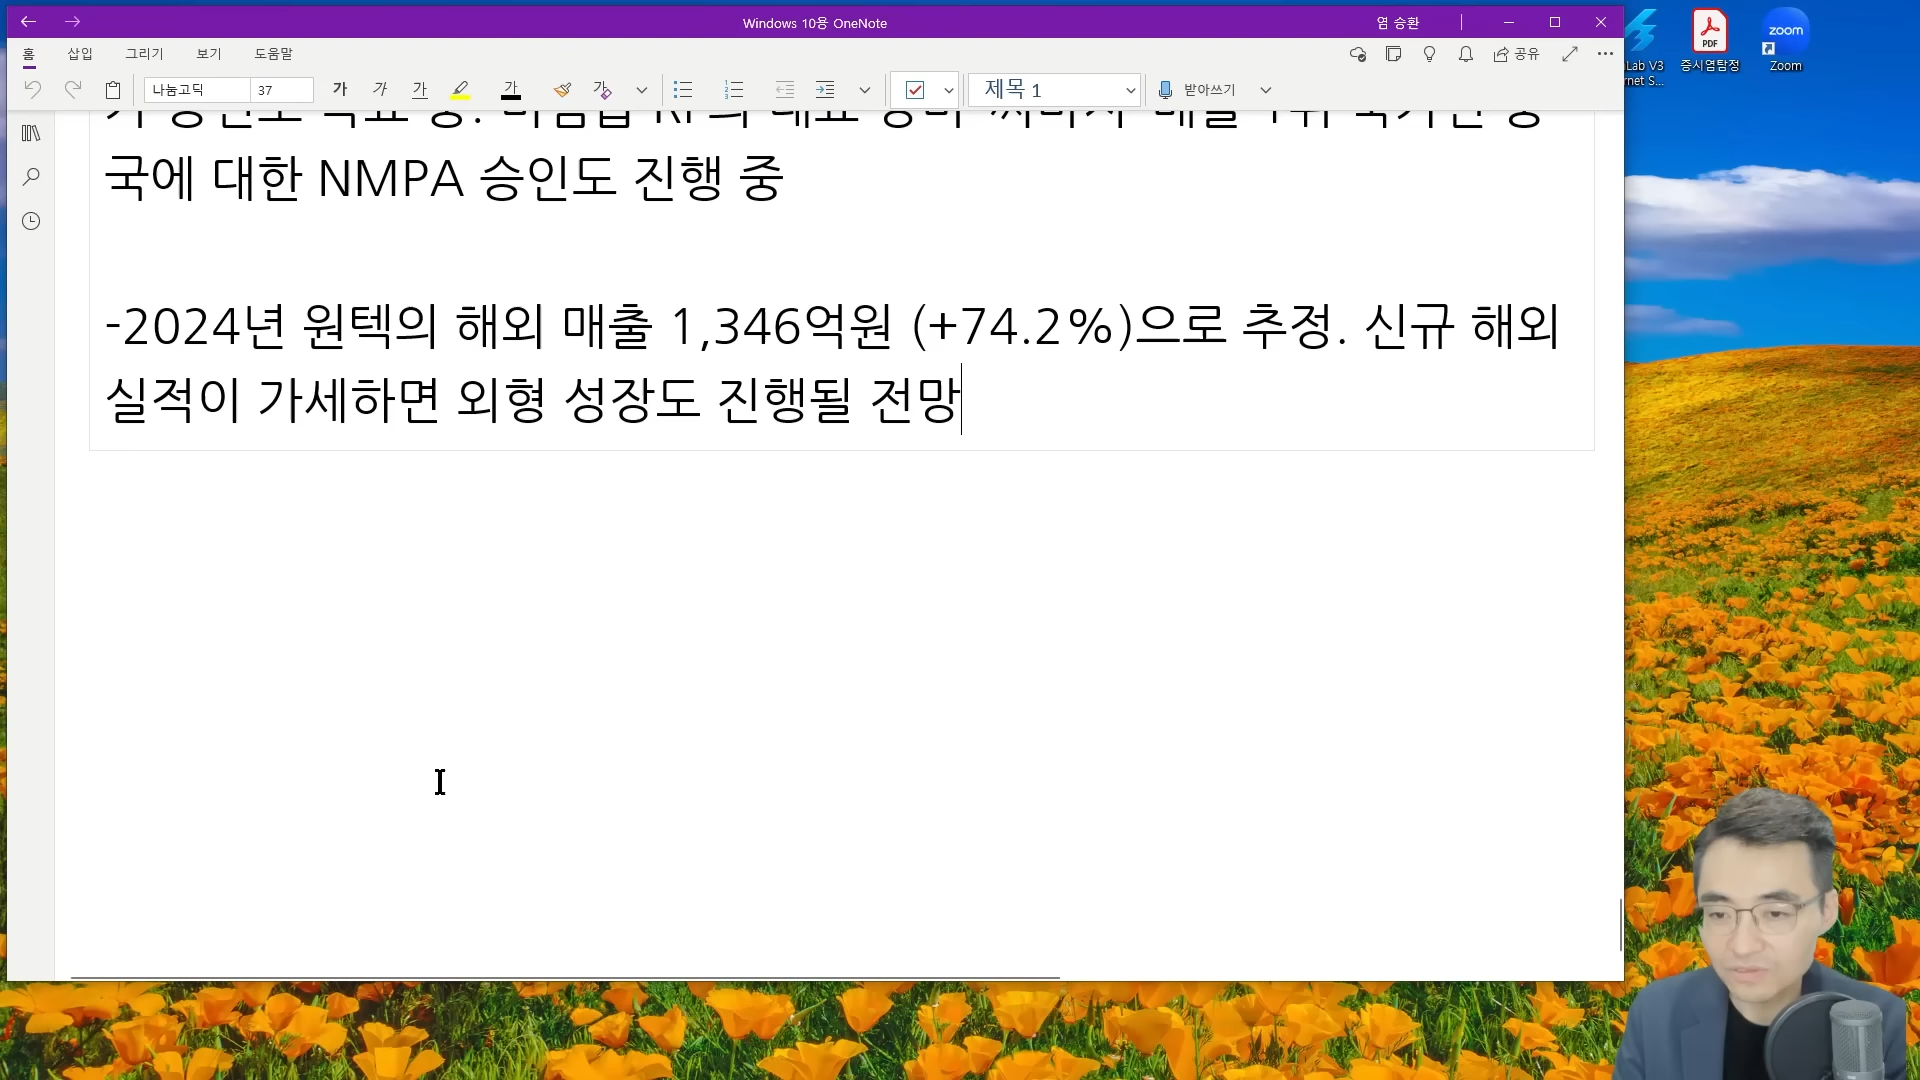 Windows 10용 OneNote
염 승환
홈 삽입 그리기 보기 도움말
공유
나눔고딕 37 가 가 가 가 가 제목 1 받아쓰기
국에 대한 NMPA 승인도 진행 중
-2024년 원텍의 해외 매출 1,346억원 (+74.2%)으로 추정. 신규 해외
실적이 가세하면 외형 성장도 진행될 전망
Lab V3
rnet S...
PDF
증시염탐정
zoom
Zoom